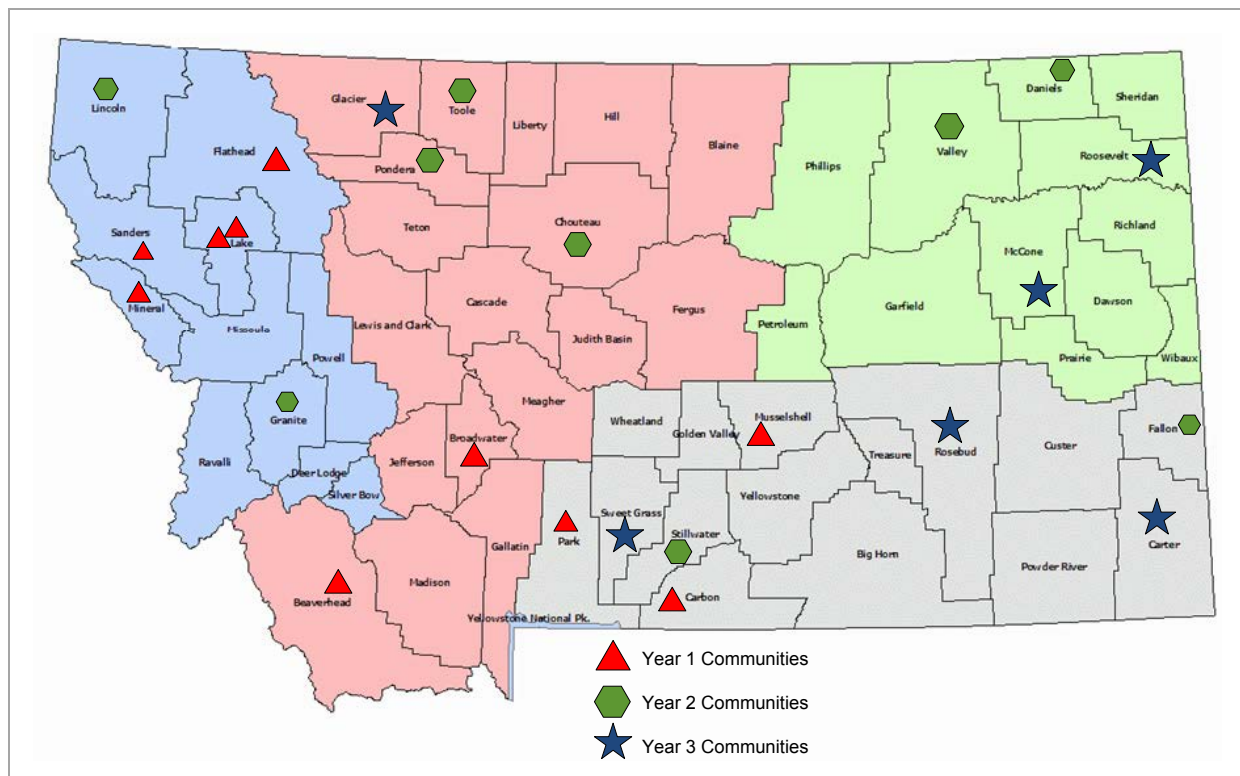 Lincoln
Glacier
Toole
Liberty
Hill
Blaine
Daniels
Sheridan
Flathead
Pondera
Phillips
Valley
Roosevelt
Sanders
Lake
Teton
Chouteau
Richland
McCone
Mineral
Missoula
Cascade
Fergus
Garfield
Dawson
Lewis and Clark
Judith Basin
Petroleum
Powell
Prairie
Wibaux
Meagher
Granite
Wheatland
Musselshell
Golden Valley
Fallon
Ravalli
Broadwater
Jefferson
Treasure
Rosebud
Custer
Deer Lodge
Silver Bow
Yellowstone
Sweet Grass
Stillwater
Gallatin
Park
Carter
Big Horn
Powder River
Beaverhead
Madison
Carbon
Yellowstone National Pk.
Year 1 Communities
Year 2 Communities
Year 3 Communities